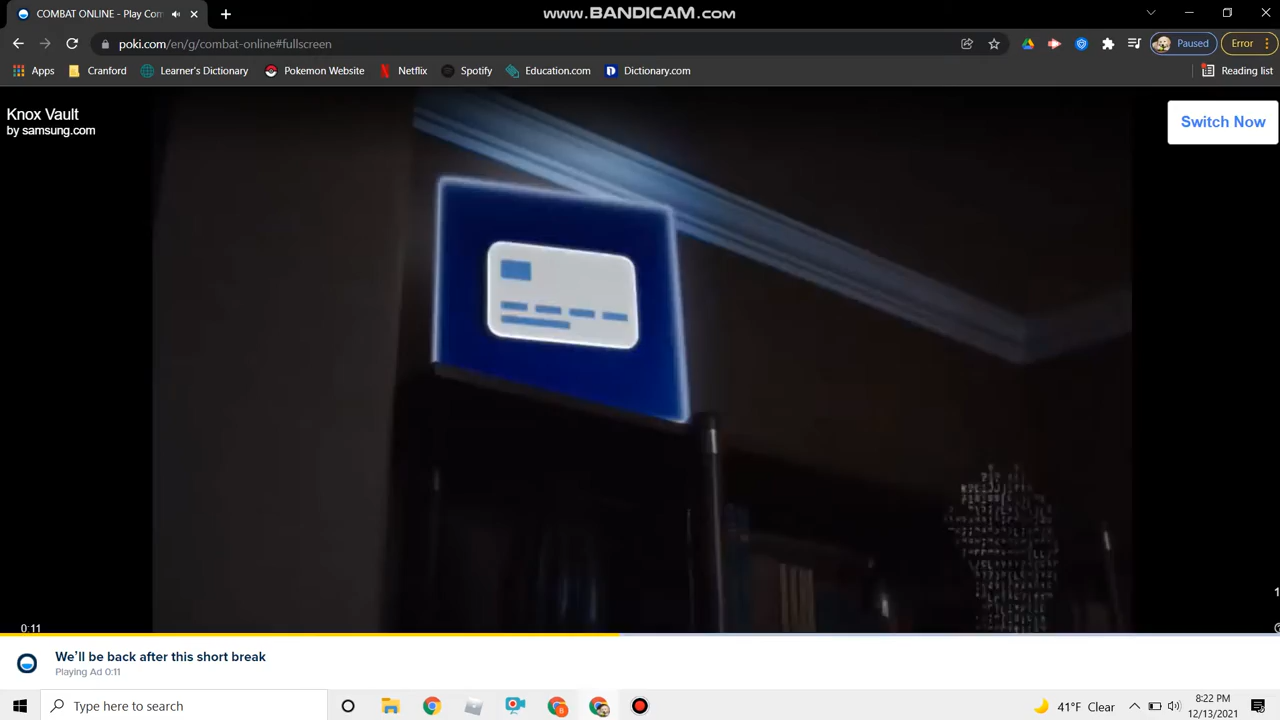 COMBAT ONLINE - Play Com
www.BANDICAM.com
poki.com/en/g/combat-online#fullscreen
Paused
Error
Apps
Cranford
Learner's Dictionary
Pokemon Website
Netflix
Spotify
Education.com
D
Dictionary.com
Reading list
Knox Vault
by samsung.com
Switch Now
0:11
We'll be back after this short break
Playing Ad 0:11
Type here to search
41°F Clear
8:22 PM
12/13/2021